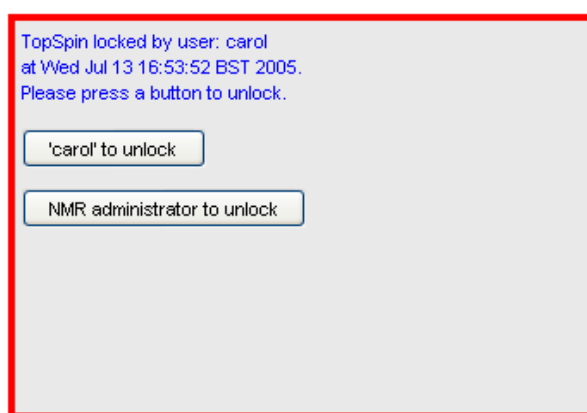 TopSpin locked by user: carol
at Wed Jul 13 16:53:52 BST 2005.
Please press a button to unlock.
'carol' to unlock
NMR administrator to unlock